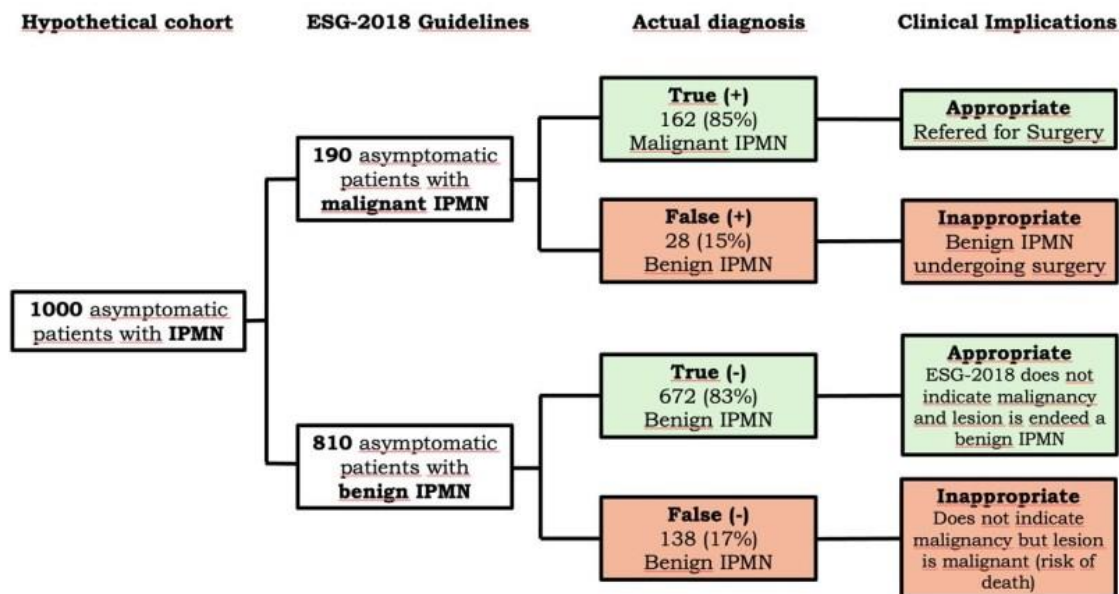 Hypothetical cohort
ESG-2018 Guidelines
Actual diagnosis
Clinical Implications
1000 asymptomatic
patients with IPMN
190 asymptomatic
patients with
malignant IPMN
True (+)
162 (85%)
Malignant IPMN
Appropriate
Refered for Surgery
False (+)
28 (15%)
Benign IPMN
Inappropriate
Benign IPMN
undergoing surgery
810 asymptomatic
patients with
benign IPMN
True (-)
672 (83%)
Benign IPMN
Appropriate
ESG-2018 does not
indicate malignancy
and lesion is endeed a
benign IPMN
False (-)
138 (17%)
Benign IPMN
Inappropriate
Does not indicate
malignancy but lesion
is malignant (risk of
death)